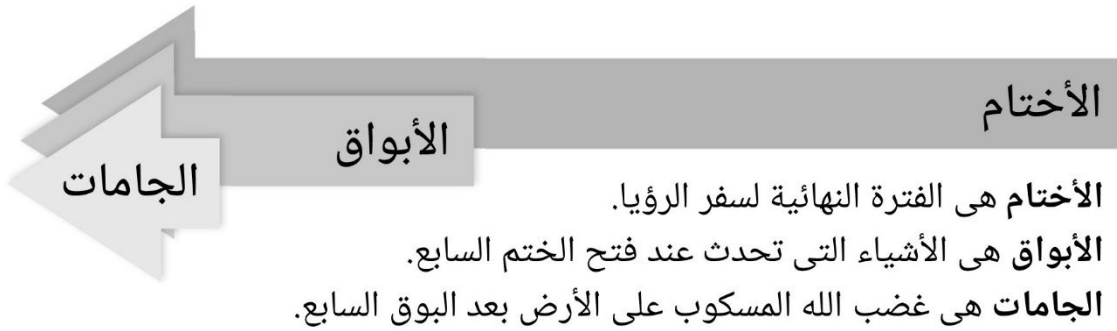 الأختام
الأبواق
الجامات
الأختام هى الفترة النهائية لسفر الرؤيا.
الأبواق هى الأشياء التى تحدث عند فتح الختم السابع.
الجامات هى غضب الله المسكوب على الأرض بعد البوق السابع.